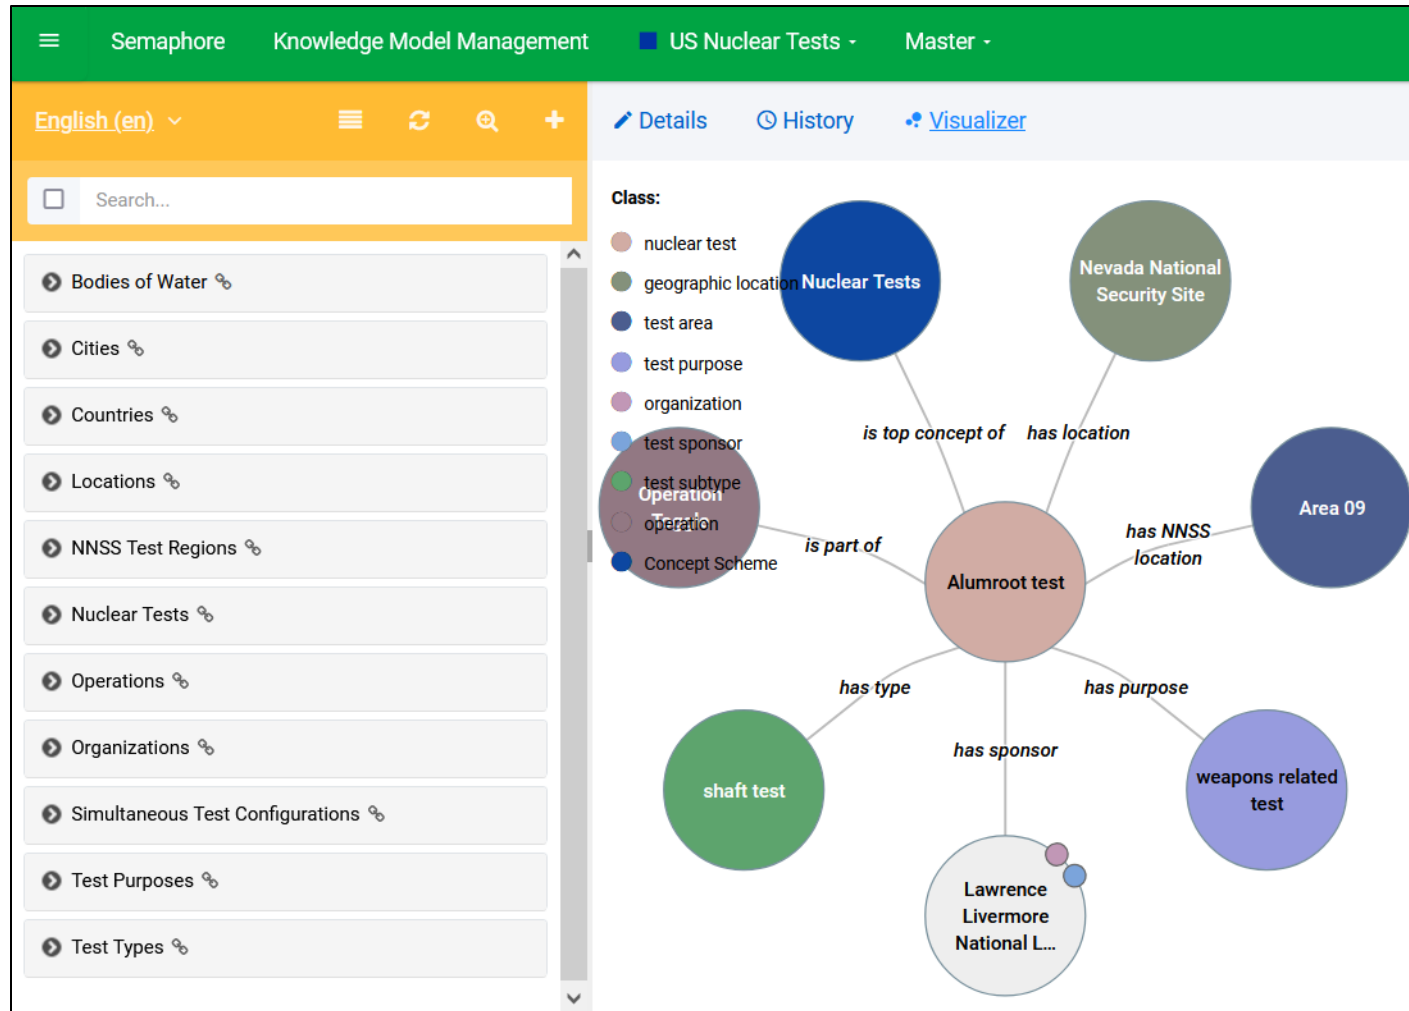 Semaphore Knowledge Model Management US Nuclear Tests Master
English (en)
Details History Visualizer
Search...
Bodies of Water
Cities
Countries
Locations
NNSS Test Regions
Nuclear Tests
Operations
Organizations
Simultaneous Test Configurations
Test Purposes
Test Types
Class:
nuclear test
geographic location
test area
test purpose
organization
test sponsor
test subtype
operation
Concept Scheme
Nuclear Tests
Nevada National
Security Site
is top concept of
has location
Operation
is part of
has NNSS
location
Area 09
Alumroot test
has type
has sponsor
has purpose
shaft test
weapons related
test
Lawrence
Livermore
National L...